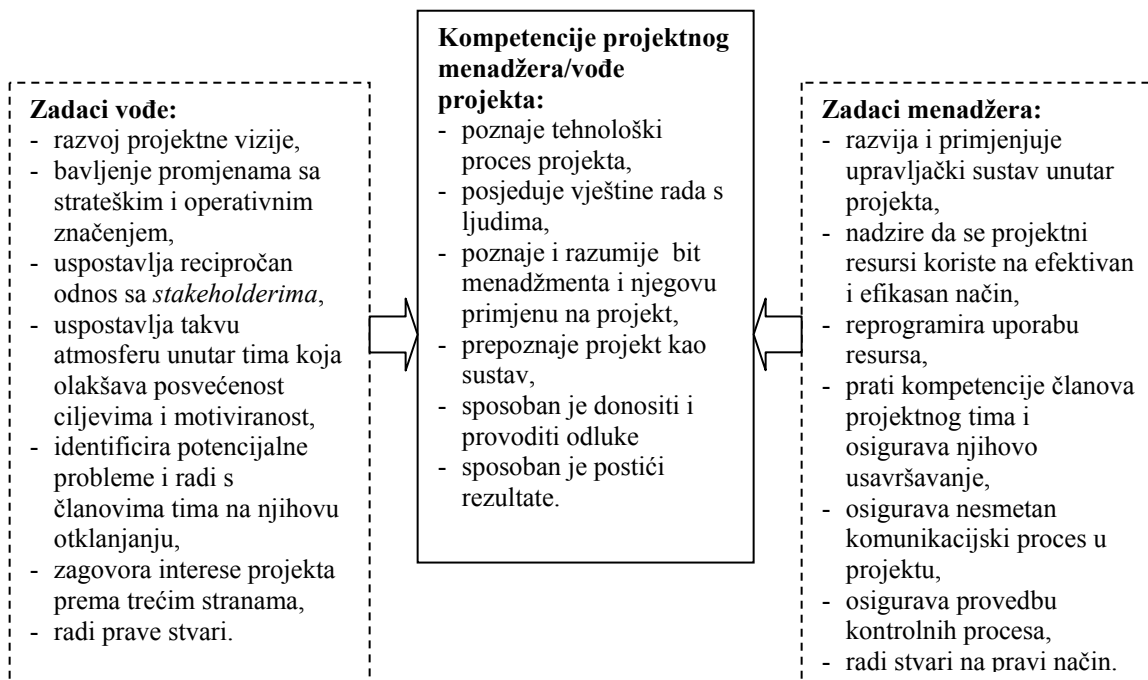 Zadaci vođe:
- razvoj projektne vizije,
- bavljenje promjenama sa
strateškim i operativnim
značenjem,
- uspostavlja recipročan
odnos sa stakeholderima,
- uspostavlja takvu
atmosferu unutar tima koja
olakšava posvećenost
ciljevima i motiviranost,
- identificira potencijalne
probleme i radi s
članovima tima na njihovu
otklanjanju,
- zagovora interese projekta
prema trećim stranama,
- radi prave stvari.
Kompetencije projektnog
menadžera/vođe
projekta:
- poznaje tehnološki
proces projekta,
- posjeduje vještine rada s
ljudima,
- poznaje i razumije bit
menadžmenta i njegovu
primjenu na projekt,
- prepoznaje projekt kao
sustav,
- sposoban je donositi i
provoditi odluke
- sposoban je postići
rezultate.
Zadaci menadžera:
- razvija i primjenjuje
upravljački sustav unutar
projekta,
- nadzire da se projektni
resursi koriste na efektivan
i efikasan način,
- reprogramira uporabu
resursa,
- prati kompetencije članova
projektnog tima i
osigurava njihovo
usavršavanje,
- osigurava nesmetan
komunikacijski proces u
projektu,
- osigurava provedbu
kontrolnih procesa,
- radi stvari na pravi način.